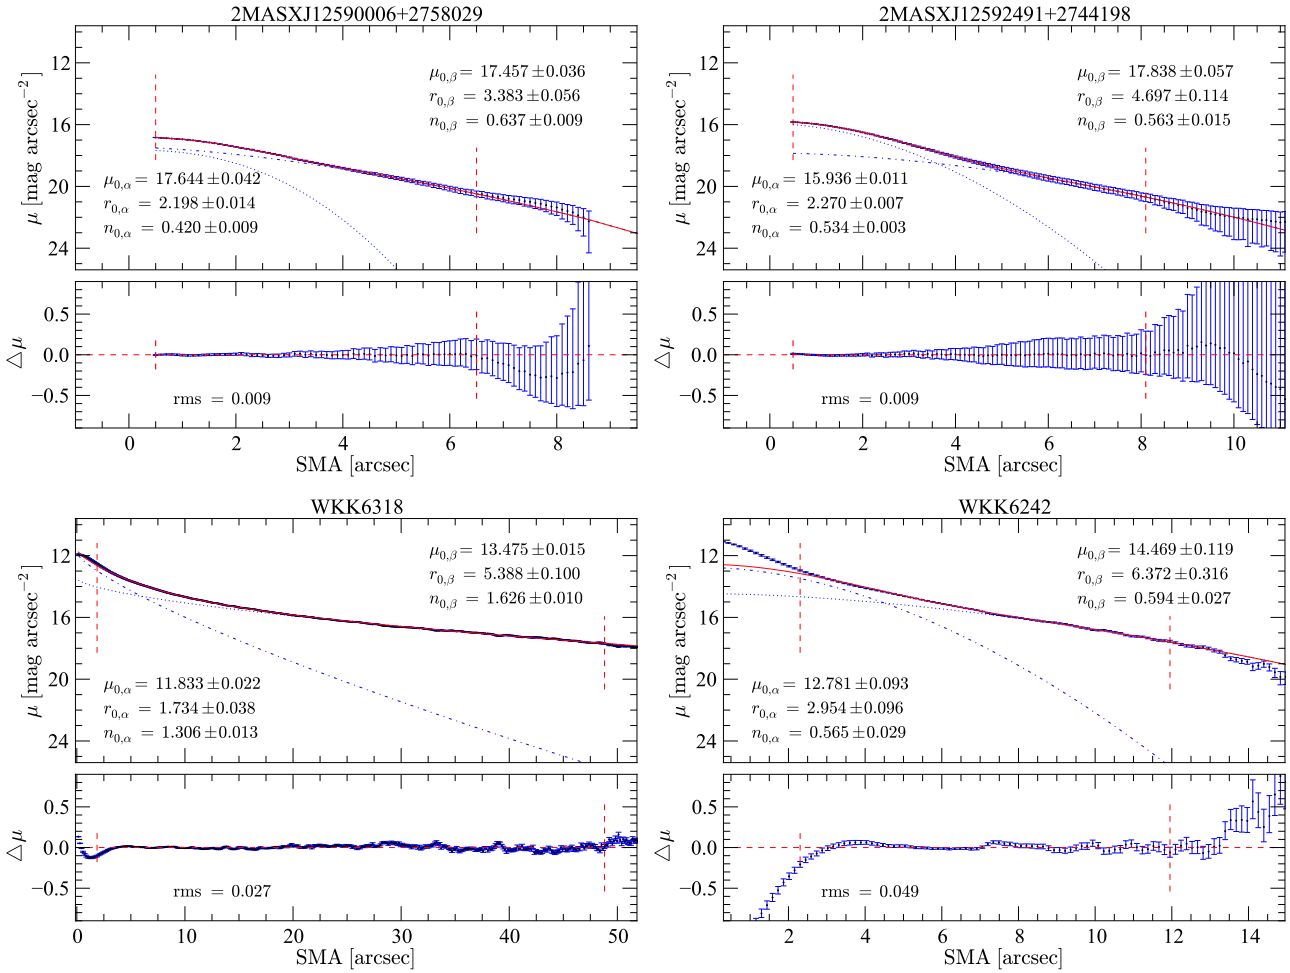 2MASXJ12590006+2758029
12
16
20
24
μ [mag arcsec−2]
μ0,β = 17.457±0.036
r0,β = 3.383±0.056
n0,β = 0.637±0.009
μ0,α = 17.644±0.042
r0,α = 2.198±0.014
n0,α = 0.420±0.009
0.5
0.0
−0.5
△μ
rms = 0.009
0 2 4 6 8
SMA [arcsec]
2MASXJ12592491+2744198
12
16
20
24
μ [mag arcsec−2]
μ0,β = 17.838±0.057
r0,β = 4.697±0.114
n0,β = 0.563±0.015
μ0,α = 15.936±0.011
r0,α = 2.270±0.007
n0,α = 0.534±0.003
0.5
0.0
−0.5
△μ
rms = 0.009
0 2 4 6 8 10
SMA [arcsec]
WKK6318
12
16
20
24
μ [mag arcsec−2]
μ0,β = 13.475±0.015
r0,β = 5.388±0.100
n0,β = 1.626±0.010
μ0,α = 11.833±0.022
r0,α = 1.734±0.038
n0,α = 1.306±0.013
0.5
0.0
−0.5
△μ
rms = 0.027
0 10 20 30 40 50
SMA [arcsec]
WKK6242
12
16
20
24
μ [mag arcsec−2]
μ0,β = 14.469±0.119
r0,β = 6.372±0.316
n0,β = 0.594±0.027
μ0,α = 12.781±0.093
r0,α = 2.954±0.096
n0,α = 0.565±0.029
0.5
0.0
−0.5
△μ
rms = 0.049
2 4 6 8 10 12 14
SMA [arcsec]